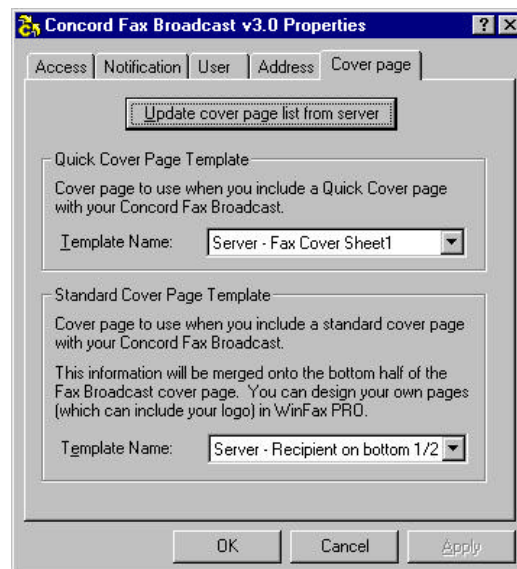 Concord Fax Broadcast v3.0 Properties ? X
Access Notification User Address Cover page
Update cover page list from server
Quick Cover Page Template
Cover page to use when you include a Quick Cover page
with your Concord Fax Broadcast.
Template Name: Server - Fax Cover Sheet1
Standard Cover Page Template
Cover page to use when you include a standard cover page
with your Concord Fax Broadcast.
This information will be merged onto the bottom half of the
Fax Broadcast cover page. You can design your own pages
(which can include your logo) in WinFax PRO.
Template Name: Server - Recipient on bottom 1/2
OK Cancel Apply